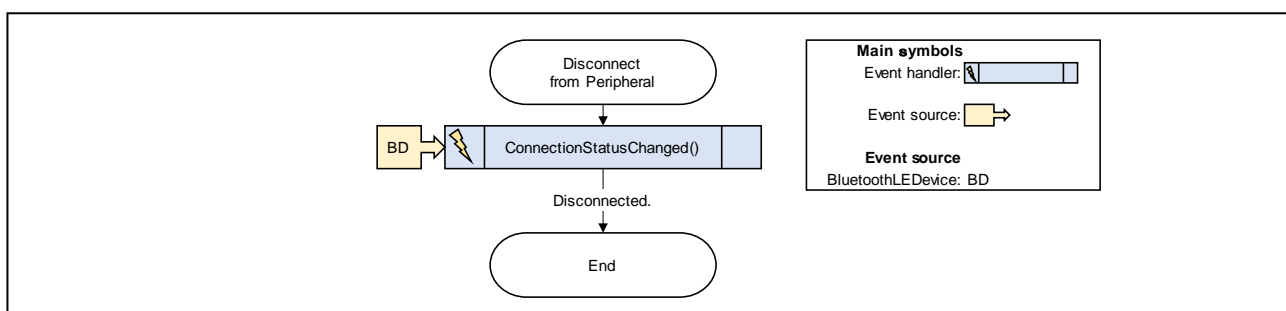 Disconnect
from Peripheral
BD
ConnectionStatusChanged()
Disconnected.
End
Main symbols
Event handler:
Event source:
Event source
BluetoothLEDevice: BD